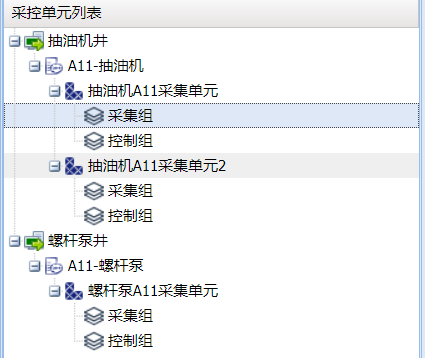 采控单元列表
抽油机井
A11-抽油机
抽油机A11采集单元
采集组
控制组
抽油机A11采集单元2
采集组
控制组
螺杆泵井
A11-螺杆泵
螺杆泵A11采集单元
采集组
控制组